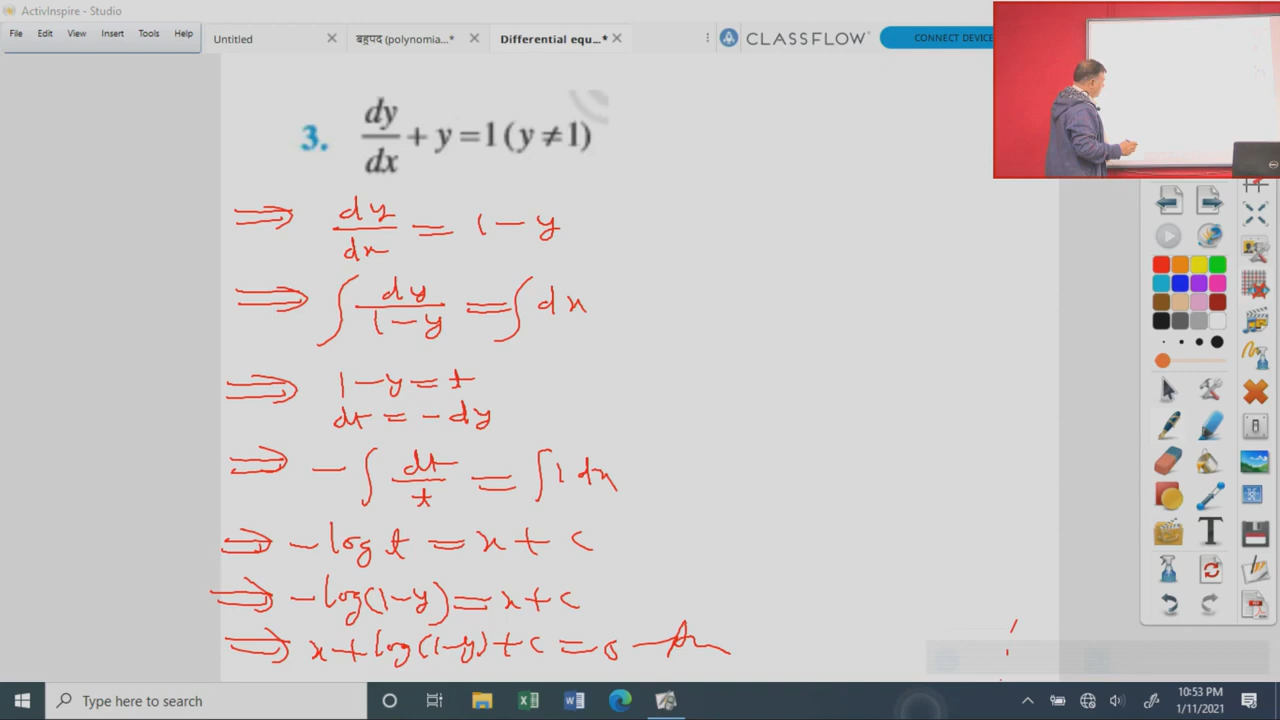 ActivInspire - Studio
File Edit View Insert Tools Help
Untitled × बहुपद (polynomia...* × Differential equ...* ×
CLASSFLOW
CONNECT DEVICE
3. dy/dx + y = 1 (y ≠ 1)
⇒ dy/dx = 1 - y
⇒ ∫ dy/(1-y) = ∫ dx
⇒ 1 - y = t
dt = - dy
⇒ - ∫ dt/t = ∫ 1 dx
⇒ - log t = x + c
⇒ - log(1-y) = x + c
⇒ x + log(1-y) + c = 0
Type here to search
10:53 PM
1/11/2021